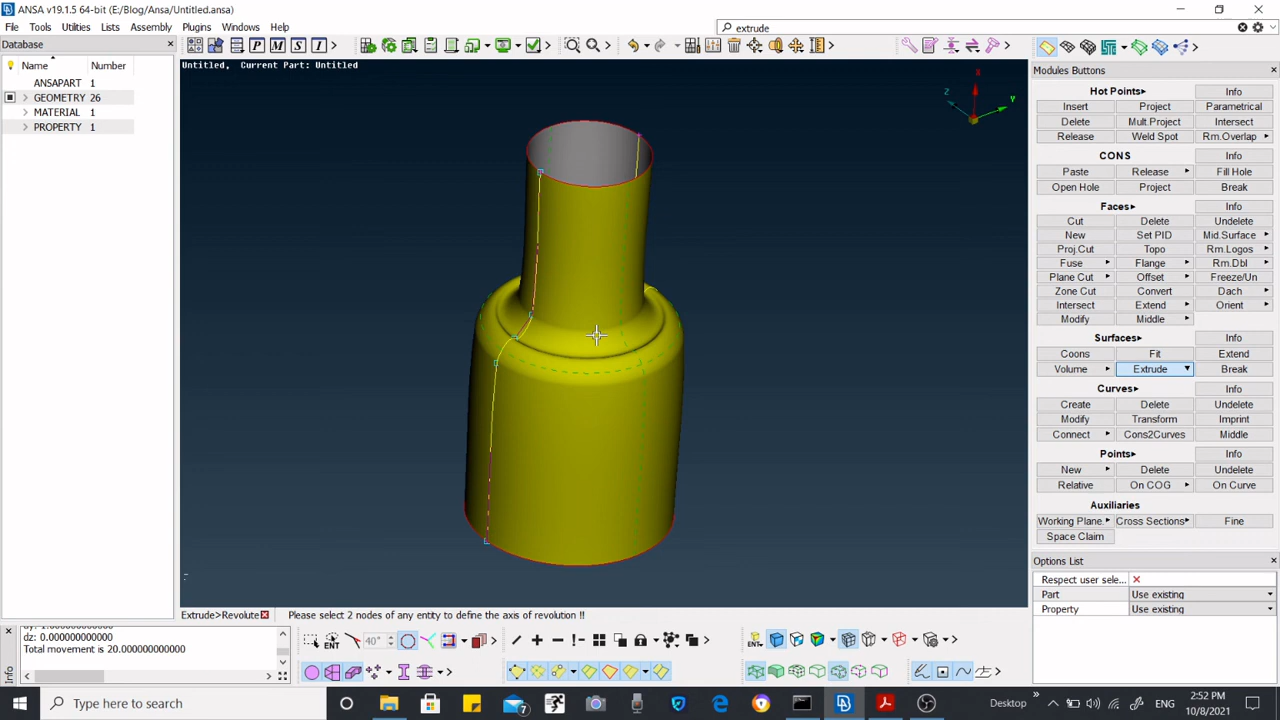 ANSA v19.1.5 64-bit (E:/Blog/Ansa/Untitled.ansa)
File Tools Utilities Lists Assembly Plugins Windows Help
extrude
Database
Name Number
ANSAPART 1
GEOMETRY 26
MATERIAL 1
PROPERTY 1
P M S I
Untitled, Current Part: Untitled
X
Y
Z
Modules Buttons
Hot Points Info
Insert Project Parametrical
Delete Mult Project Intersect
Release Weld Spot Rm.Overlap
CONS Info
Paste Release Fill Hole
Open Hole Project Break
Faces Info
Cut Delete Undelete
New Set PID Mid.Surface
Proj.Cut Topo Rm.Logos
Fuse Flange Rm.Dbl
Plane Cut Offset Freeze/Un
Zone Cut Convert Dach
Intersect Extend Orient
Modify Middle
Surfaces Info
Coons Fit Extend
Volume Extrude Break
Curves Info
Create Delete Undelete
Modify Transform Imprint
Connect Cons2Curves Middle
Points Info
New Delete Undelete
Relative On COG On Curve
Auxiliaries
Working Plane. Cross Sections Fine
Space Claim
Options List
Respect user sele...
Part Use existing
Property Use existing
Extrude>Revolute Please select 2 nodes of any entity to define the axis of revolution !!
dz: 0.000000000000
Total movement is 20.000000000000
Info
ENT 40°
ENT
Type here to search
7
Desktop
ENG
2:52 PM
10/8/2021